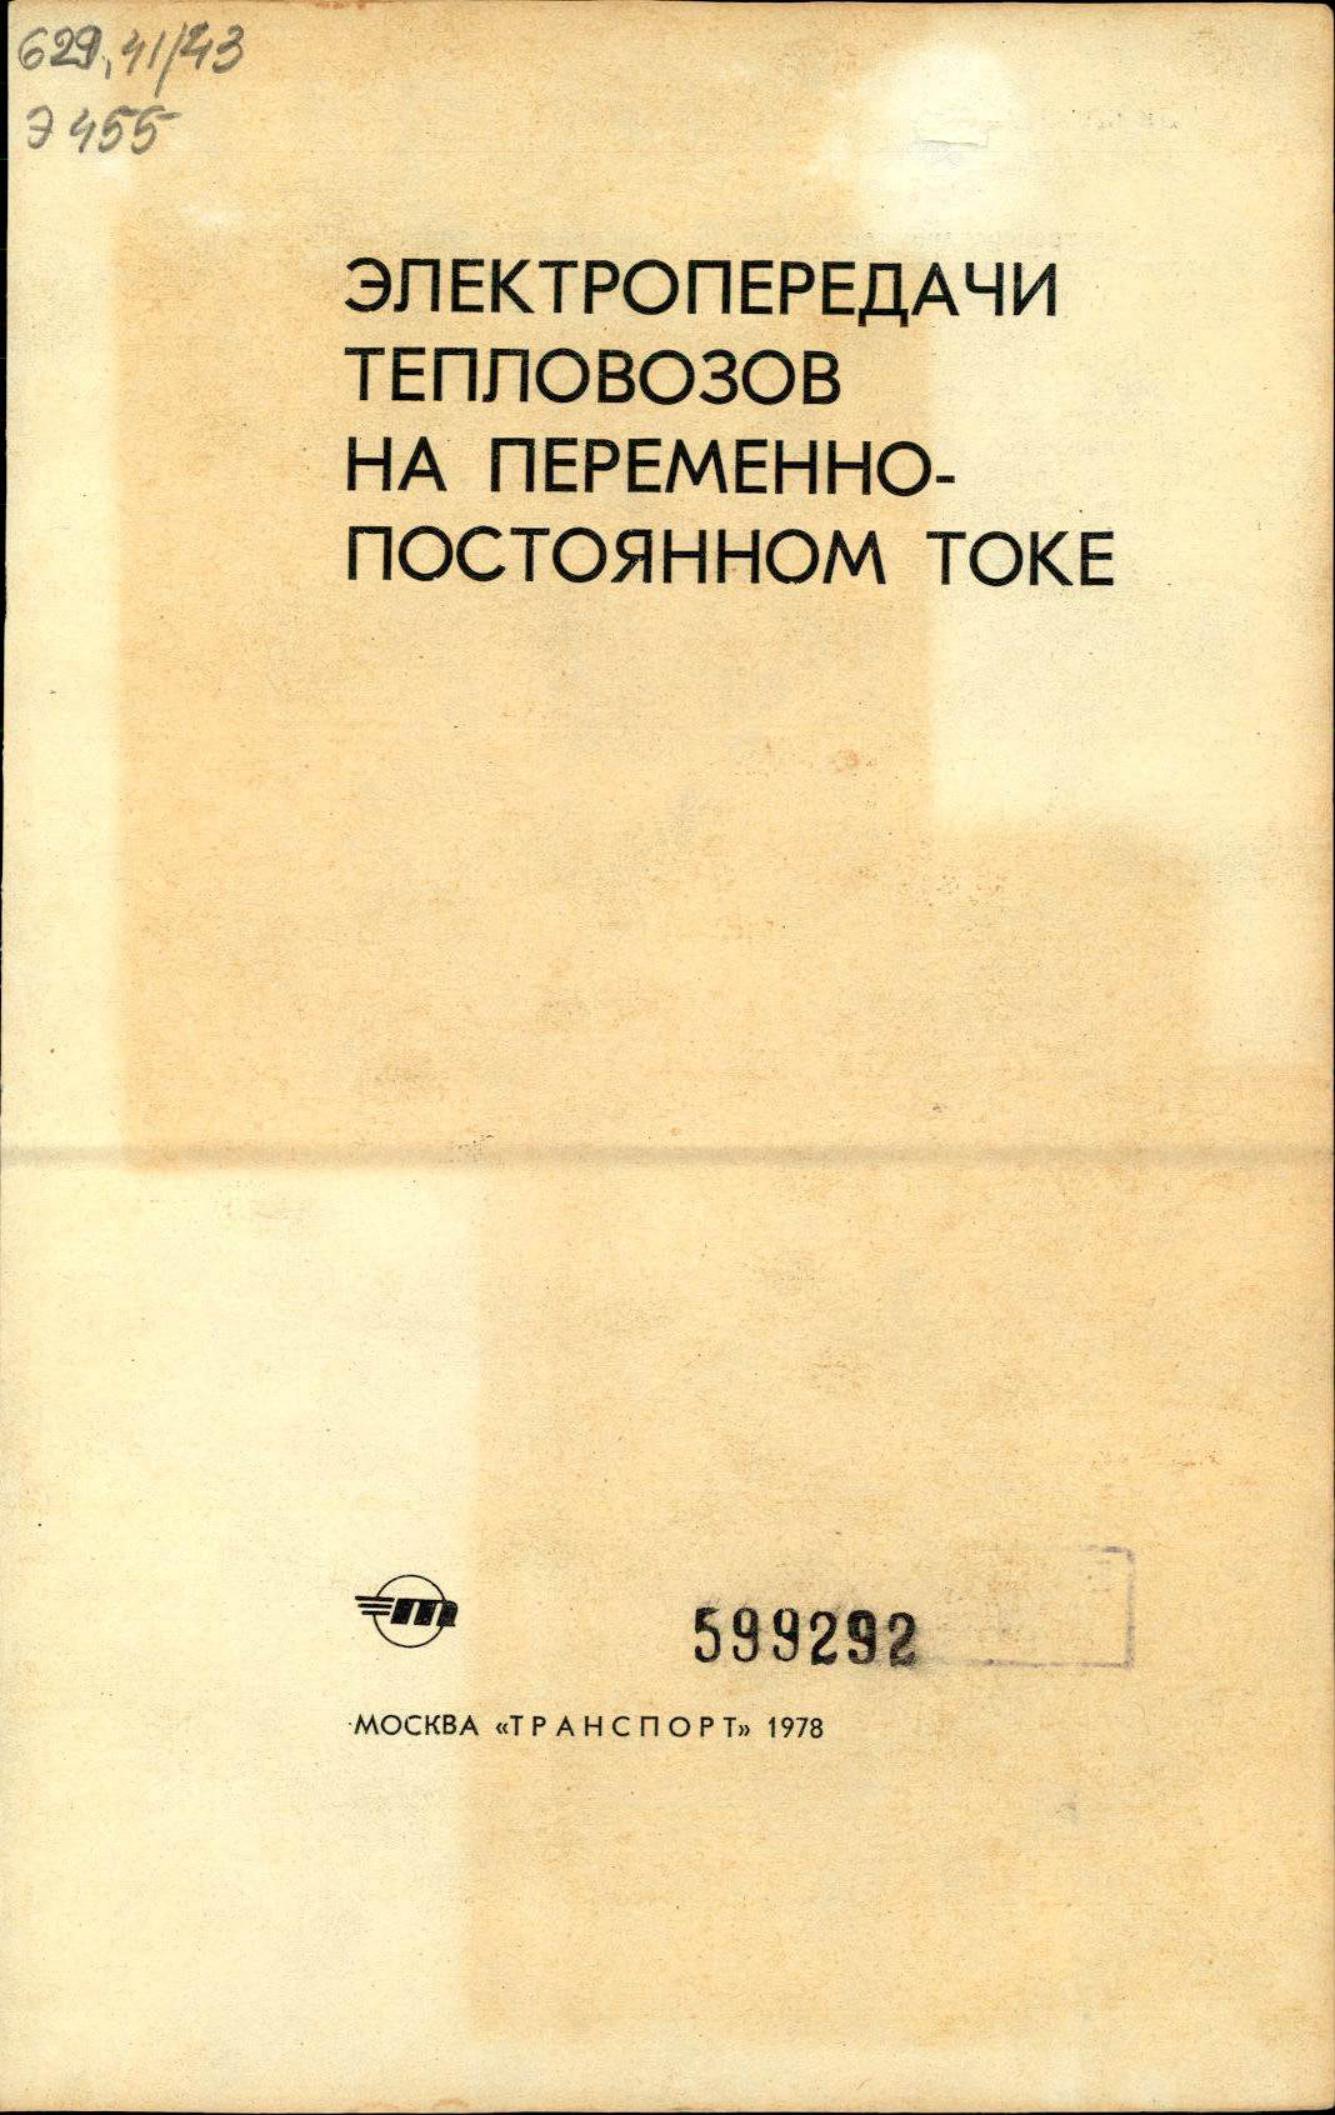 629.41/43
Э 455
ЭЛЕКТРОПЕРЕДАЧИ
ТЕПЛОВОЗОВ
НА ПЕРЕМЕННО-
ПОСТОЯННОМ ТОКЕ
599292
МОСКВА «ТРАНСПОРТ» 1978